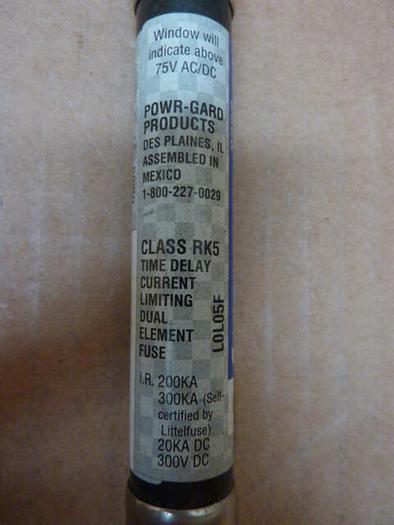 Window will
indicate above
75V AC/DC
POWR-GARD
PRODUCTS
DES PLAINES, IL
ASSEMBLED IN
MEXICO
1-800-227-0029
CLASS RK5
TIME DELAY
CURRENT
LIMITING
DUAL
ELEMENT
FUSE
LOL05F
I.R. 200KA
300KA (Self-
certified by
Littelfuse)
20KA DC
300V DC